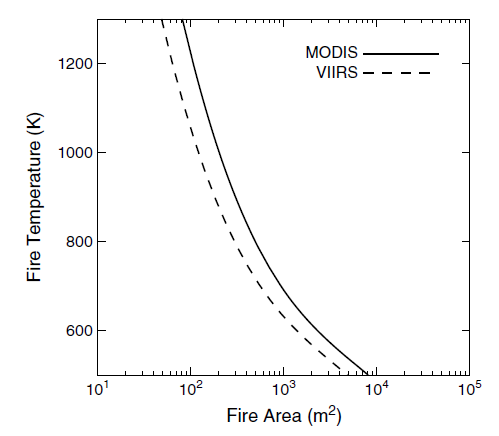 MODIS
VIIRS
1200
1000
800
600
Fire Temperature (K)
10¹ 10² 10³ 10⁴ 10⁵
Fire Area (m²)